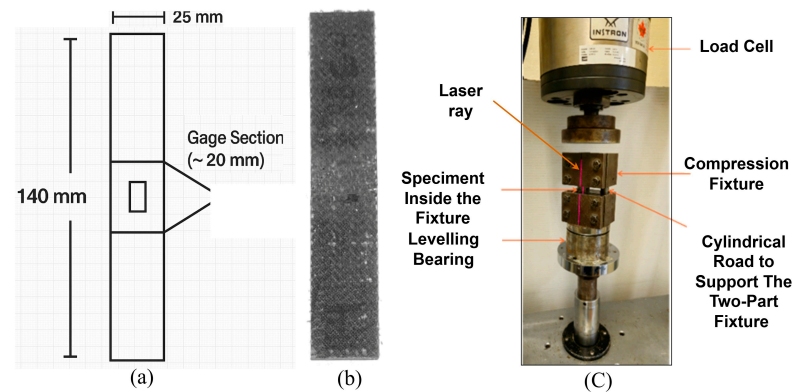 25 mm
Gage Section
(~ 20 mm)
140 mm
(a)
(b)
INSTRON
Load Cell
Laser
ray
Compression
Fixture
Speciment
Inside the
Fixture
Levelling
Bearing
Cylindrical
Road to
Support The
Two-Part
Fixture
(C)